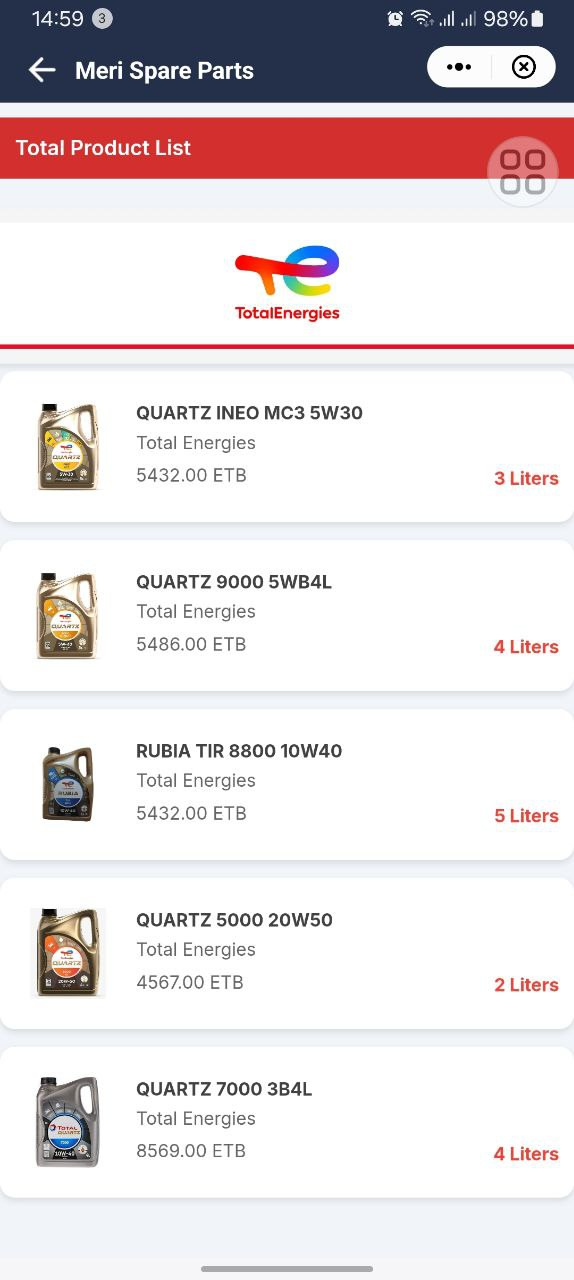 14:59 3 98%
Meri Spare Parts
Total Product List
TotalEnergies
QUARTZ INEO MC3 5W30
Total Energies
5432.00 ETB
3 Liters
QUARTZ 9000 5WB4L
Total Energies
5486.00 ETB
4 Liters
RUBIA TIR 8800 10W40
Total Energies
5432.00 ETB
5 Liters
QUARTZ 5000 20W50
Total Energies
4567.00 ETB
2 Liters
QUARTZ 7000 3B4L
Total Energies
8569.00 ETB
4 Liters